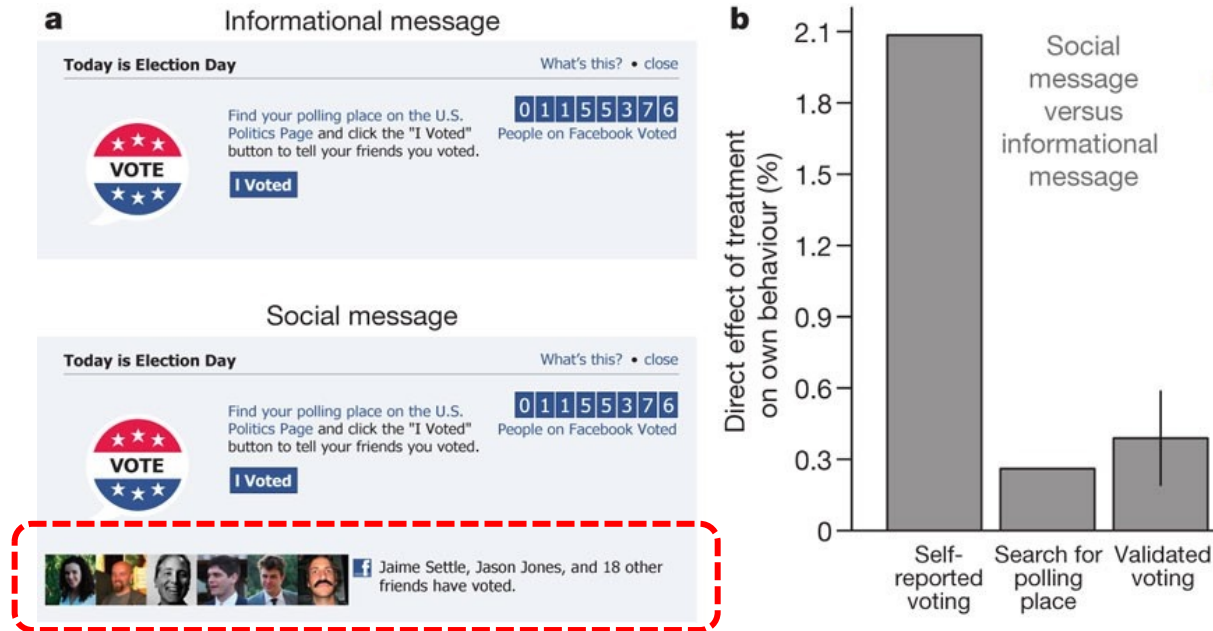 a
Informational message
Today is Election Day
What's this? • close
Find your polling place on the U.S.
Politics Page and click the "I Voted"
button to tell your friends you voted.
I Voted
0 1 1 5 5 3 7 6
People on Facebook Voted
VOTE
Social message
Today is Election Day
What's this? • close
Find your polling place on the U.S.
Politics Page and click the "I Voted"
button to tell your friends you voted.
I Voted
0 1 1 5 5 3 7 6
People on Facebook Voted
VOTE
f
Jaime Settle, Jason Jones, and 18 other
friends have voted.
b
Direct effect of treatment
on own behaviour (%)
2.1
1.8
1.5
1.2
0.9
0.6
0.3
0
Social
message
versus
informational
message
Self-
reported
voting
Search for
polling
place
Validated
voting